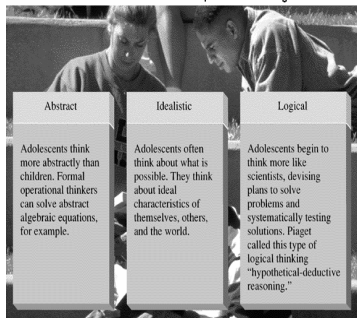 Abstract
Adolescents think
more abstractly than
children. Formal
operational thinkers
can solve abstract
algebraic equations,
for example.
Idealistic
Adolescents often
think about what is
possible. They think
about ideal
characteristics of
themselves, others,
and the world.
Logical
Adolescents begin to
think more like
scientists, devising
plans to solve
problems and
systematically testing
solutions. Piaget
called this type of
logical thinking
“hypothetical-deductive
reasoning.”